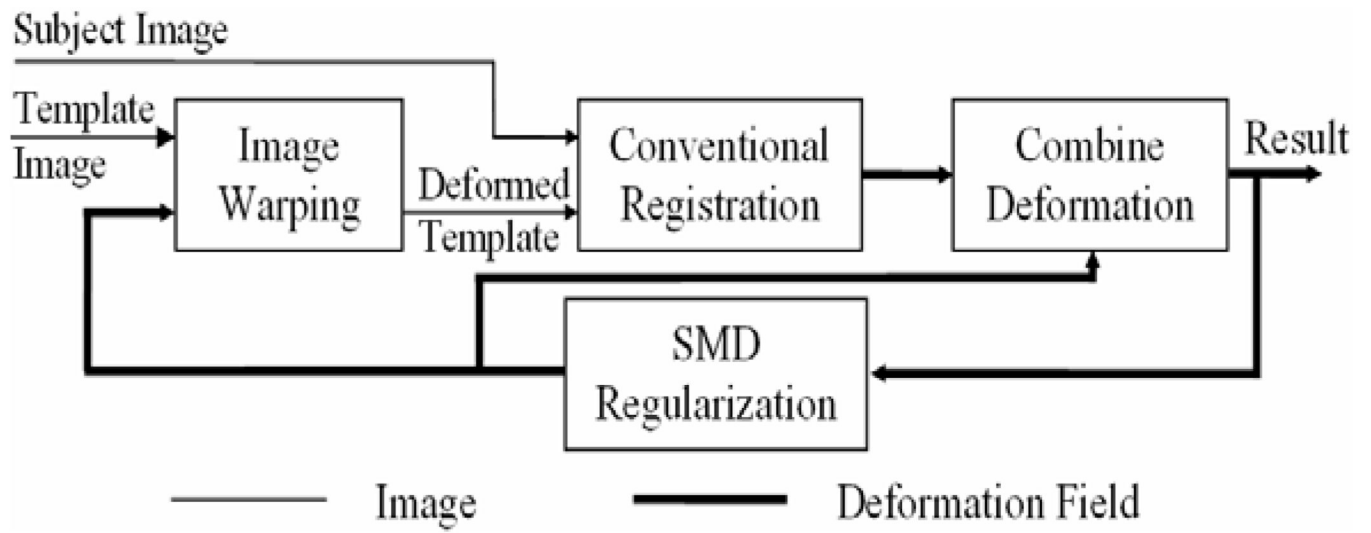 Subject Image
Template
Image
Image
Warping
Deformed
Template
Conventional
Registration
Combine
Deformation
Result
SMD
Regularization
Image
Deformation Field